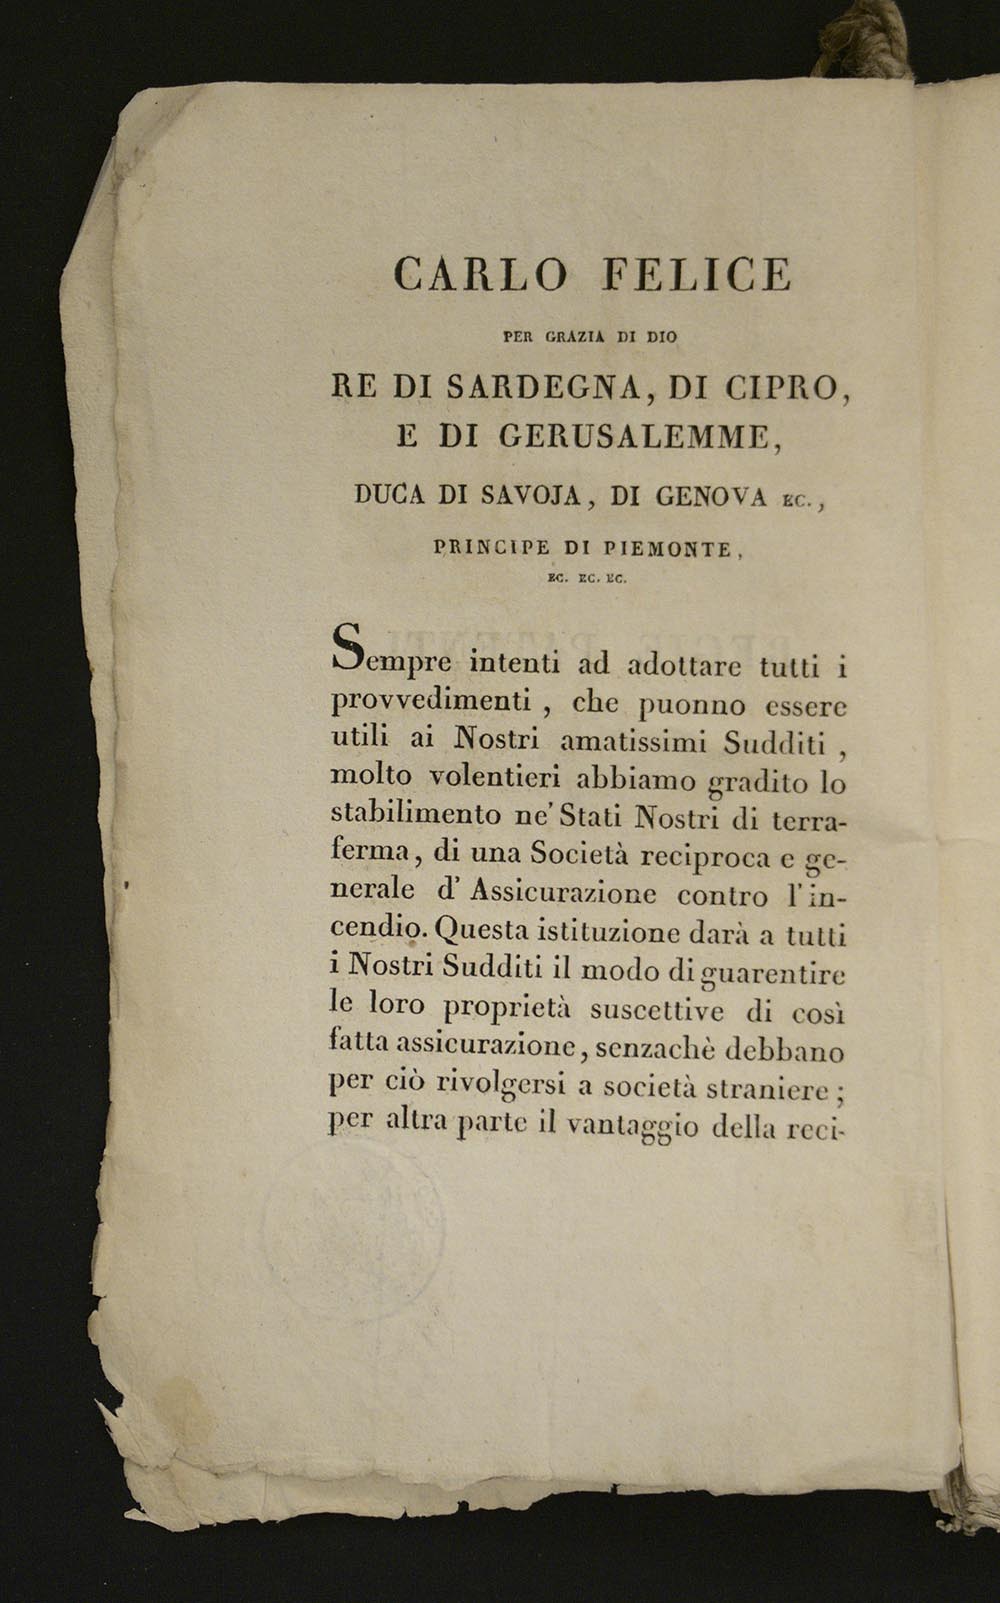 CARLO FELICE
PER GRAZIA DI DIO
RE DI SARDEGNA, DI CIPRO,
E DI GERUSALEMME,
DUCA DI SAVOJA, DI GENOVA EC.,
PRINCIPE DI PIEMONTE,
EC. EC. EC.
Sempre intenti ad adottare tutti i
provvedimenti , che puonno essere
utili ai Nostri amatissimi Sudditi ,
molto volentieri abbiamo gradito lo
stabilimento ne' Stati Nostri di terra-
ferma, di una Società reciproca e ge-
nerale d' Assicurazione contro l'in-
cendio. Questa istituzione darà a tutti
i Nostri Sudditi il modo di guarentire
le loro proprietà suscettive di così
fatta assicurazione, senzachè debbano
per ciò rivolgersi a società straniere ;
per altra parte il vantaggio della reci-